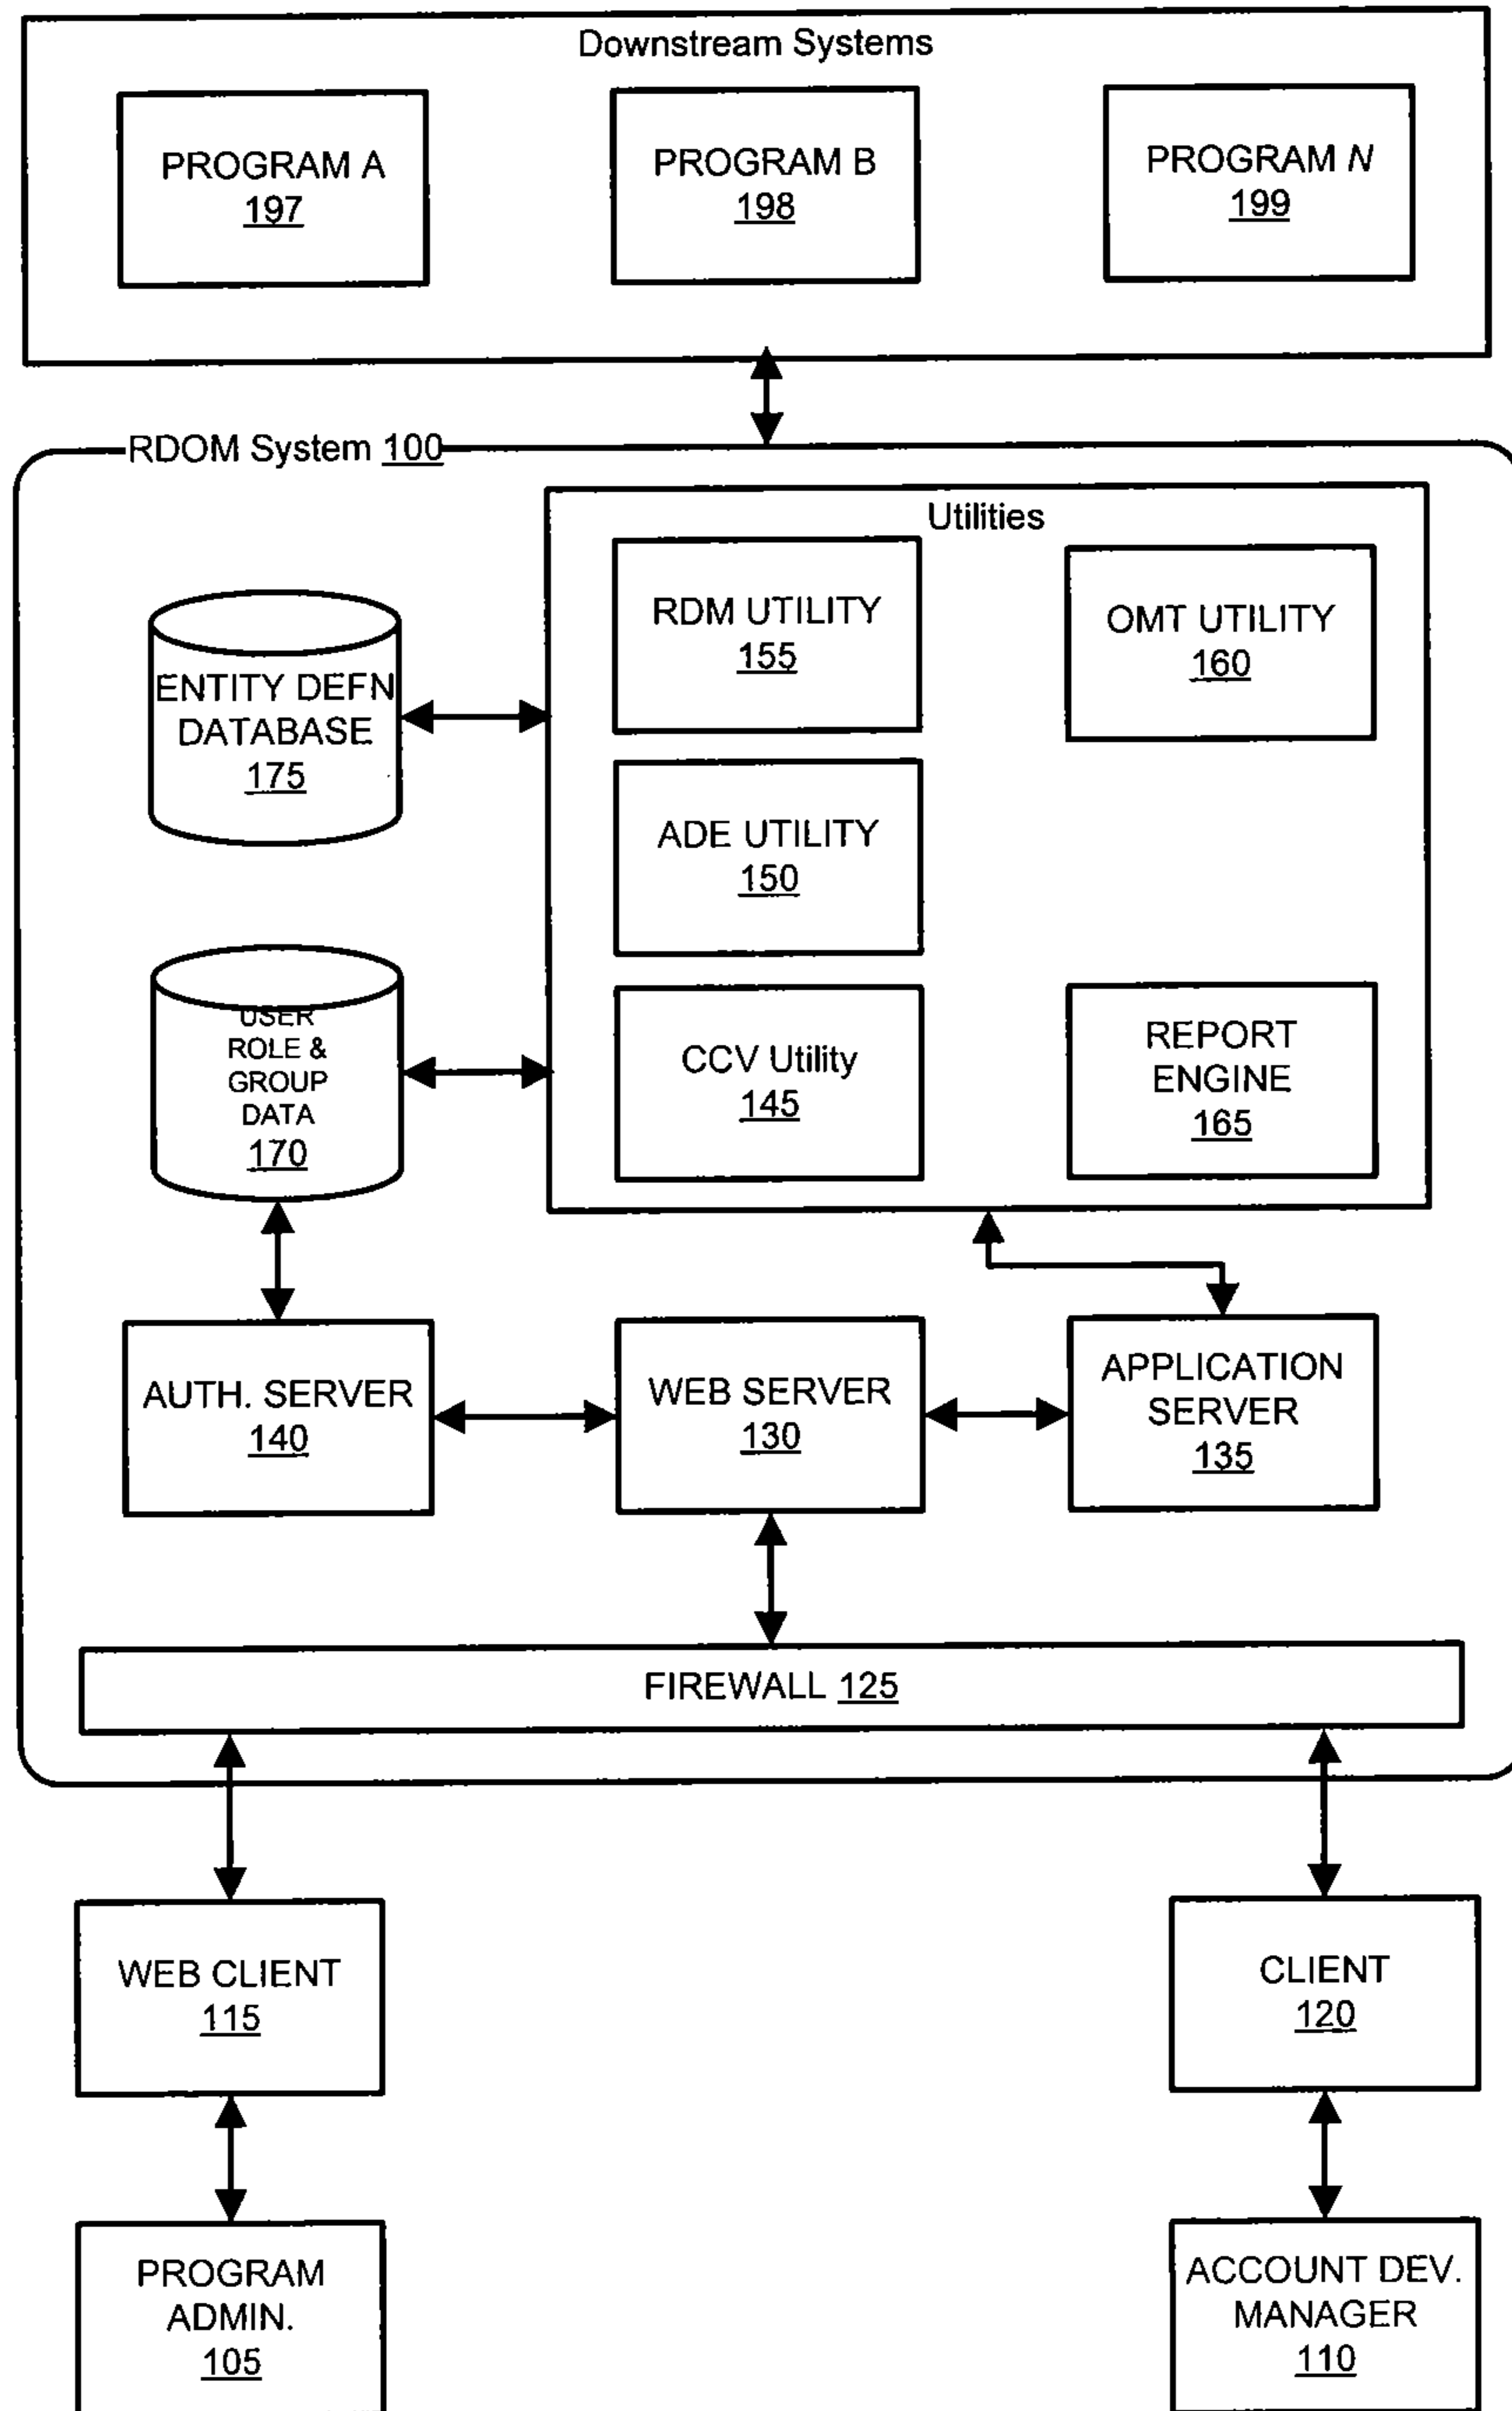 Downstream Systems
PROGRAM A
197
PROGRAM B
198
PROGRAM N
199
RDOM System 100
Utilities
RDM UTILITY
155
OMT UTILITY
160
ENTITY DEFN
DATABASE
175
ADE UTILITY
150
USER
ROLE &
GROUP
DATA
170
CCV Utility
145
REPORT
ENGINE
165
AUTH. SERVER
140
WEB SERVER
130
APPLICATION
SERVER
135
FIREWALL 125
WEB CLIENT
115
CLIENT
120
PROGRAM
ADMIN.
105
ACCOUNT DEV.
MANAGER
110